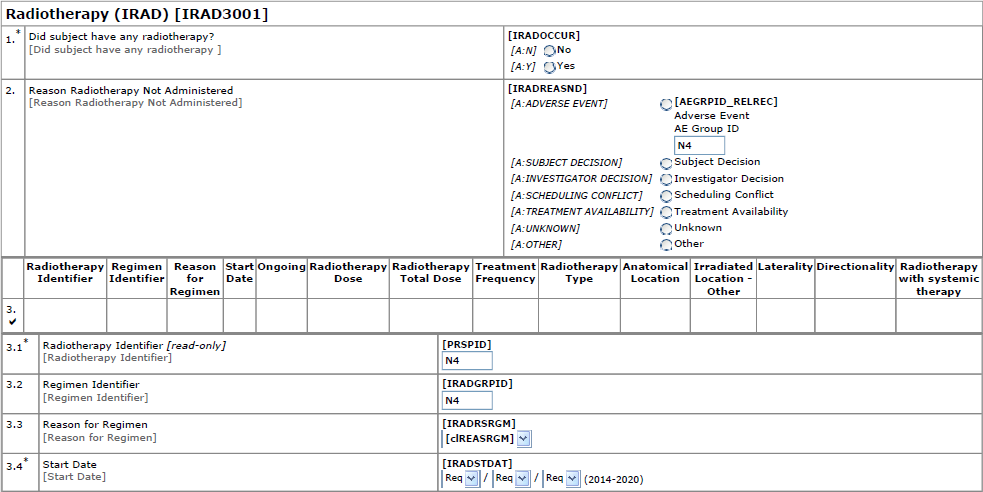 Radiotherapy (IRAD) [IRAD3001]
1.* Did subject have any radiotherapy?
[Did subject have any radiotherapy ]
[IRADOCCUR]
[A:N] No
[A:Y] Yes
2. Reason Radiotherapy Not Administered
[Reason Radiotherapy Not Administered]
[IRADREASND]
[A:ADVERSE EVENT] [AEGRPID_RELREC]
Adverse Event
AE Group ID
N4
[A:SUBJECT DECISION] Subject Decision
[A:INVESTIGATOR DECISION] Investigator Decision
[A:SCHEDULING CONFLICT] Scheduling Conflict
[A:TREATMENT AVAILABILITY] Treatment Availability
[A:UNKNOWN] Unknown
[A:OTHER] Other
Radiotherapy Identifier
Regimen Identifier
Reason for Regimen
Start Date
Ongoing
Radiotherapy Dose
Radiotherapy Total Dose
Treatment Frequency
Radiotherapy Type
Anatomical Location
Irradiated Location - Other
Laterality
Directionality
Radiotherapy with systemic therapy
3.
3.1* Radiotherapy Identifier [read-only]
[Radiotherapy Identifier]
[PRSPID]
N4
3.2 Regimen Identifier
[Regimen Identifier]
[IRADGRPID]
N4
3.3 Reason for Regimen
[Reason for Regimen]
[IRADRSRGM]
[clREASRGM]
3.4* Start Date
[Start Date]
[IRADSTDAT]
Req / Req / Req (2014-2020)